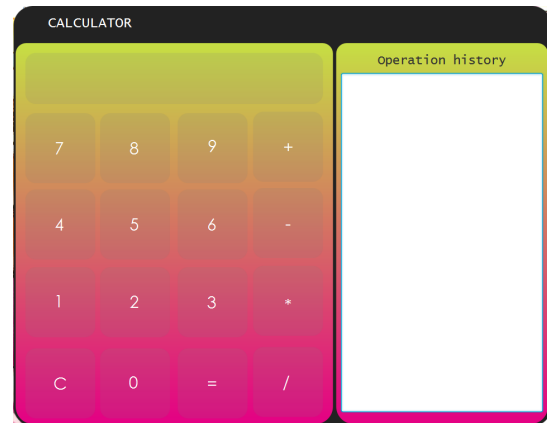 CALCULATOR
Operation history
7 8 9 +
4 5 6 -
1 2 3 *
C 0 = /